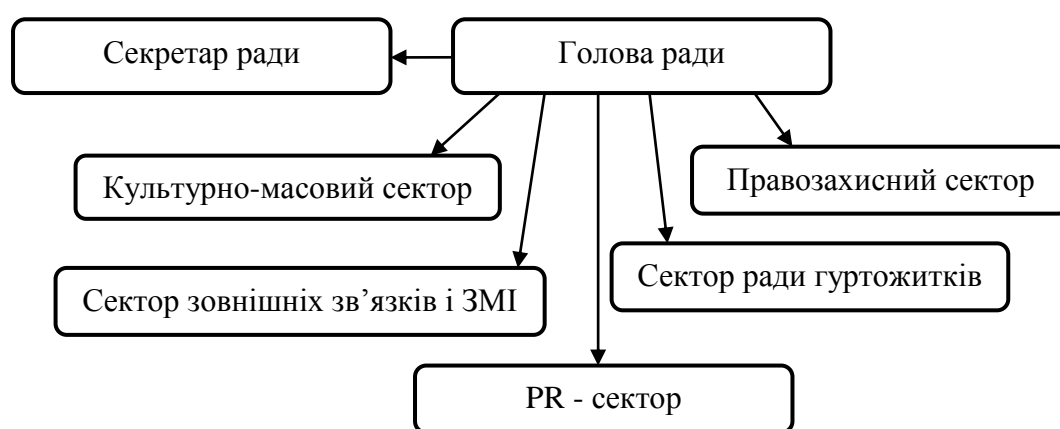 Секретар ради
Голова ради
Культурно-масовий сектор
Правозахисний сектор
Сектор зовнішніх зв’язків і ЗМІ
Сектор ради гуртожитків
PR - сектор